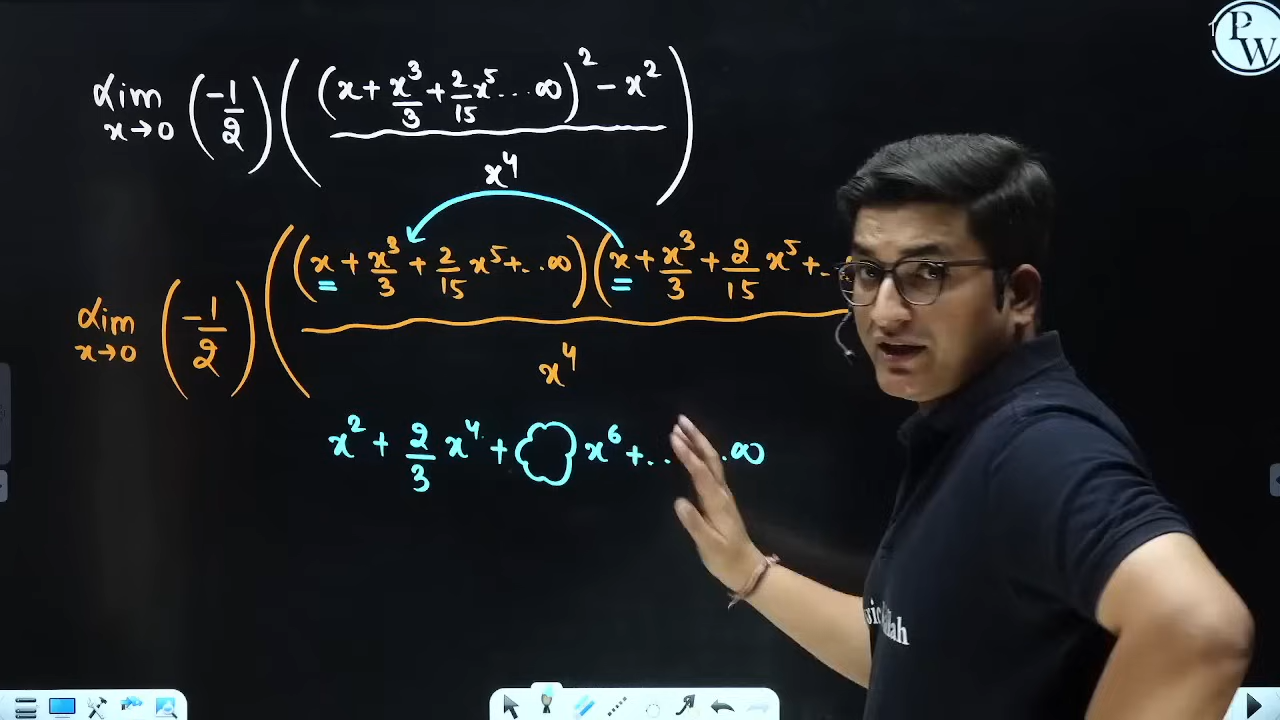 PW
lim x→0 (-1/2) (((x + x³/3 + 2/15 x⁵ ... ∞)² - x²) / x⁴)
lim x→0 (-1/2) ((x + x³/3 + 2/15 x⁵ + .. ∞)(x + x³/3 + 2/15 x⁵ + .. / x⁴
x² + 2/3 x⁴ + x⁶ + ... . ∞